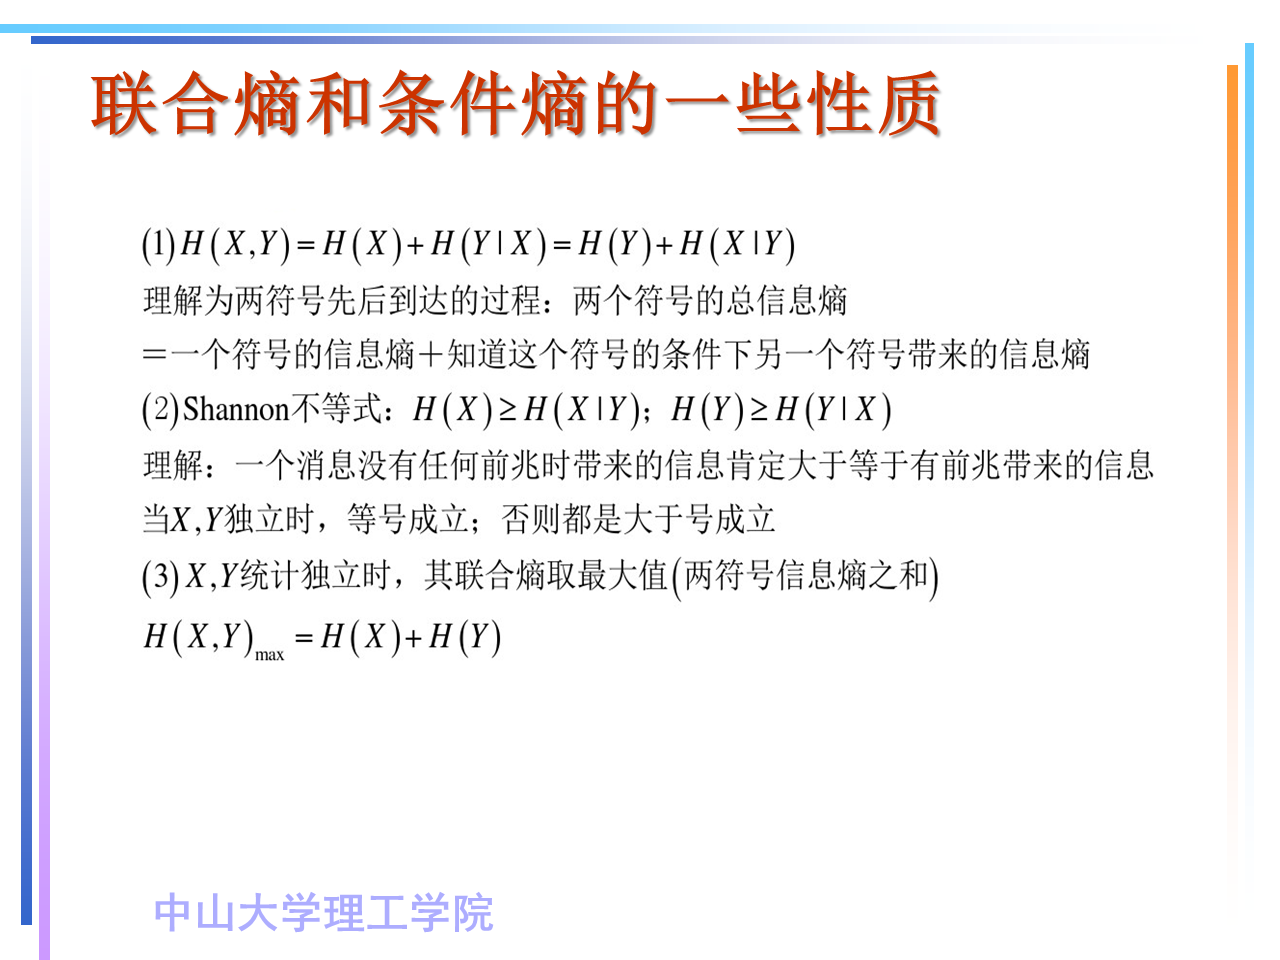 联合熵和条件熵的一些性质
(1) H(X,Y)=H(X)+H(Y|X)=H(Y)+H(X|Y)
理解为两符号先后到达的过程：两个符号的总信息熵
＝一个符号的信息熵＋知道这个符号的条件下另一个符号带来的信息熵
(2)Shannon不等式：H(X)≥H(X|Y)；H(Y)≥H(Y|X)
理解：一个消息没有任何前兆时带来的信息肯定大于等于有前兆带来的信息
当X,Y独立时，等号成立；否则都是大于号成立
(3) X,Y统计独立时，其联合熵取最大值(两符号信息熵之和)
H(X,Y)max =H(X)+H(Y)
中山大学理工学院